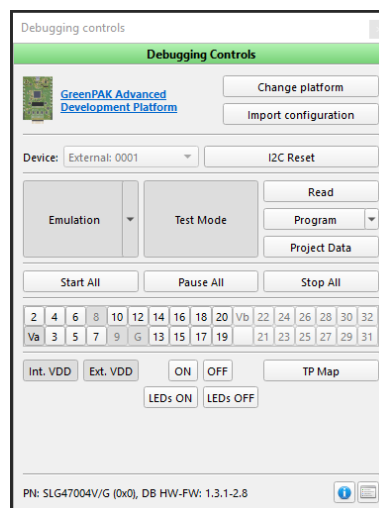 Debugging controls
Debugging Controls
GreenPAK Advanced
Development Platform
Change platform
Import configuration
Device: External: 0001
I2C Reset
Emulation
Test Mode
Read
Program
Project Data
Start All
Pause All
Stop All
2 4 6 8 10 12 14 16 18 20 Vb 22 24 26 28 30 32
Va 3 5 7 9 G 13 15 17 19 21 23 25 27 29 31
Int. VDD Ext. VDD ON OFF TP Map
LEDs ON LEDs OFF
PN: SLG47004V/G (0x0), DB HW-FW: 1.3.1-2.8